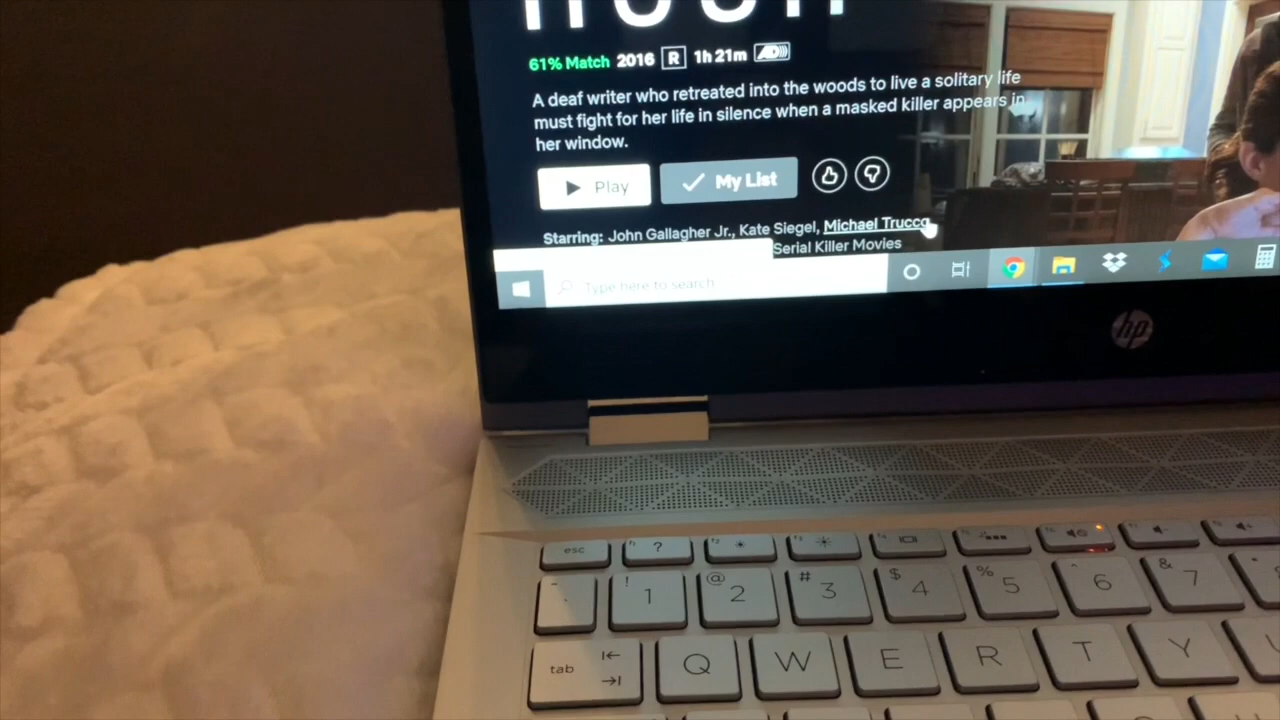 61% Match 2016 R 1h 21m AD
A deaf writer who retreated into the woods to live a solitary life
must fight for her life in silence when a masked killer appears in
her window.
Play My List
Starring: John Gallagher Jr., Kate Siegel, Michael Trucco
Serial Killer Movies
Type here to search
hp
esc f1 ?
~ ! 1 @ 2 # 3 $ 4 % 5 ^ 6 & 7
tab Q W E R T Y U